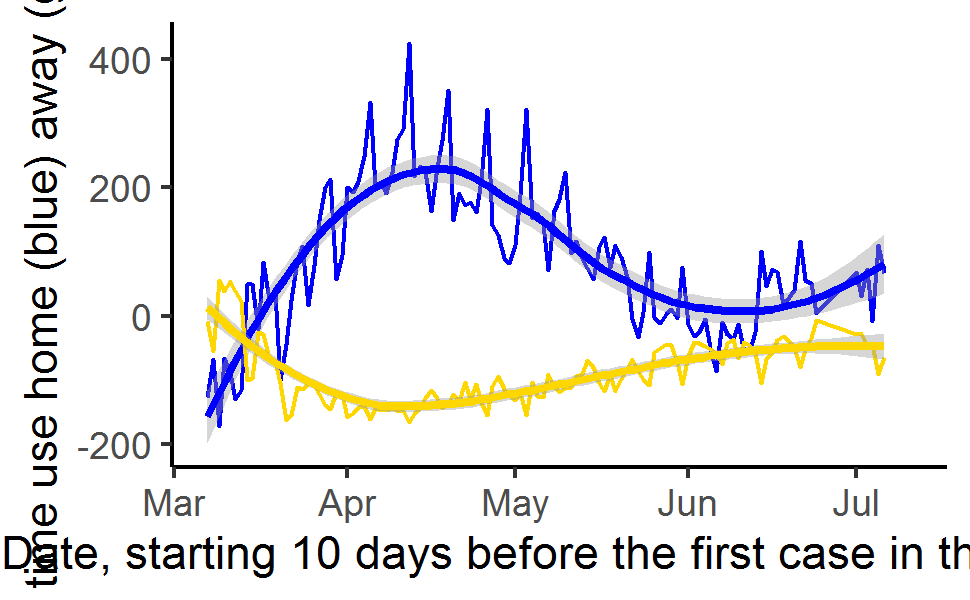 time use home (blue) away (
400
200
0
-200
Mar Apr May Jun Jul
Date, starting 10 days before the first case in th